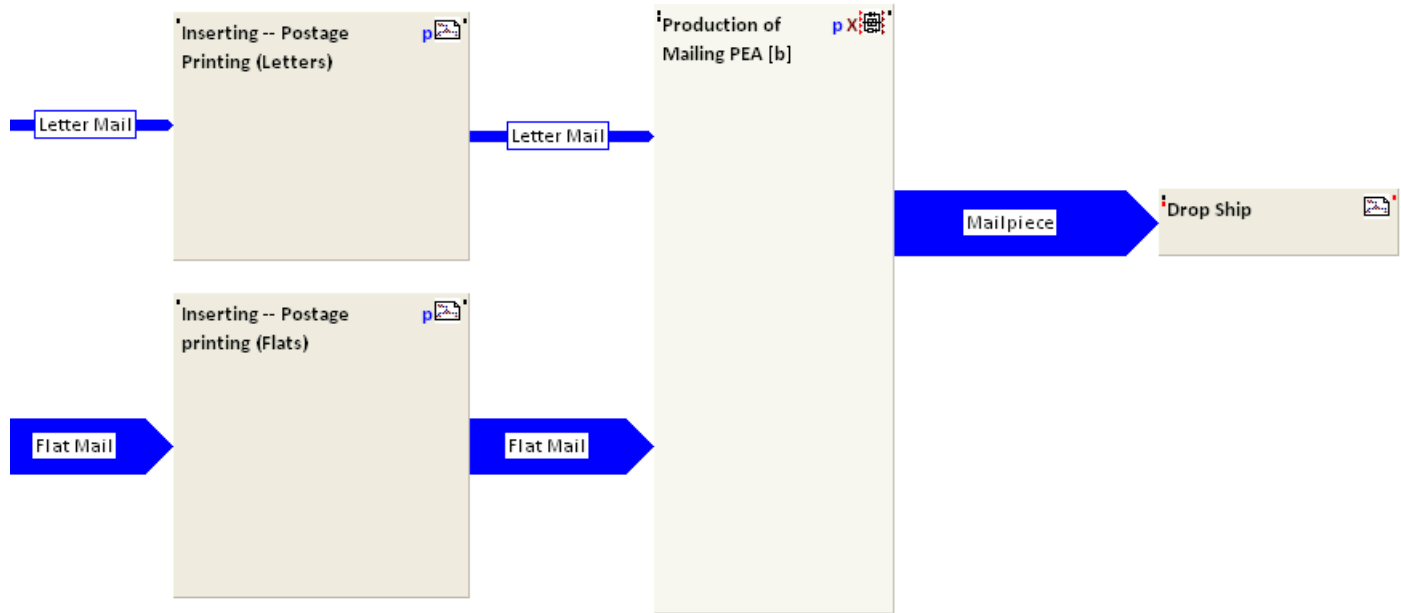 Inserting -- Postage p
Printing (Letters)
Letter Mail
Letter Mail
Inserting -- Postage p
printing (Flats)
Flat Mail
Flat Mail
Production of p X
Mailing PEA [b]
Mailpiece
Drop Ship